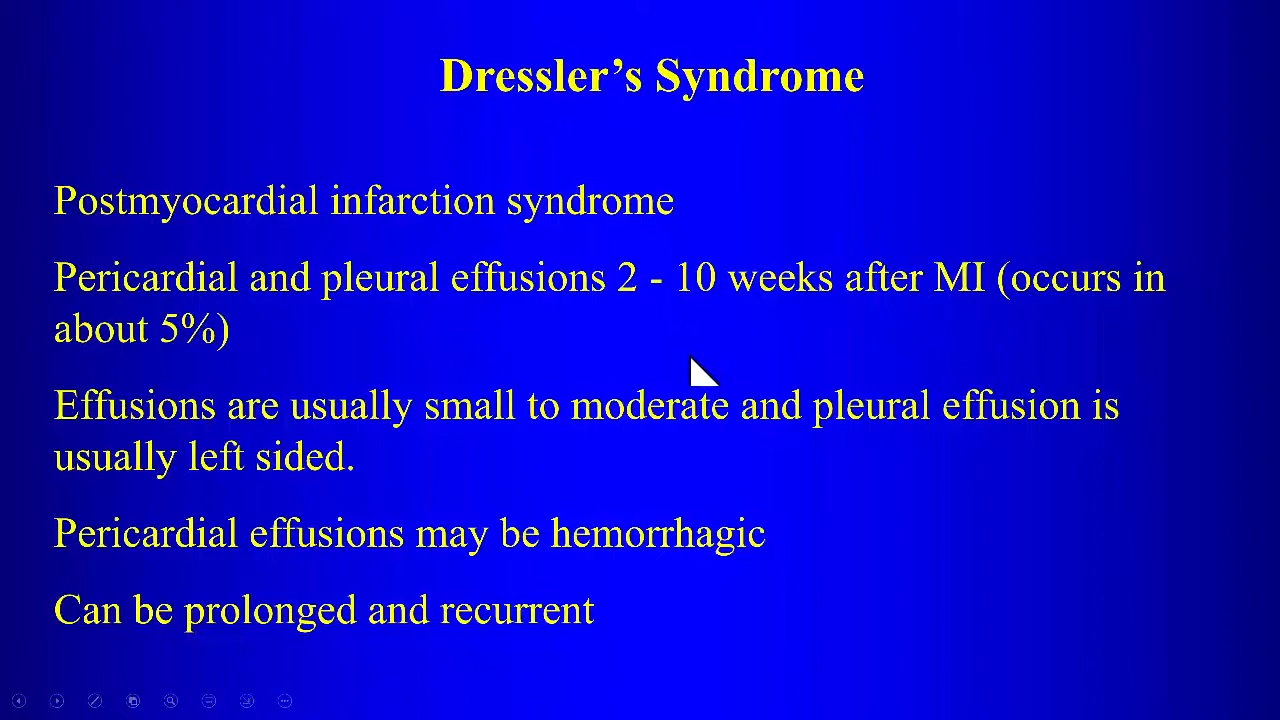 Dressler’s Syndrome
Postmyocardial infarction syndrome
Pericardial and pleural effusions 2 - 10 weeks after MI (occurs in
about 5%)
Effusions are usually small to moderate and pleural effusion is
usually left sided.
Pericardial effusions may be hemorrhagic
Can be prolonged and recurrent